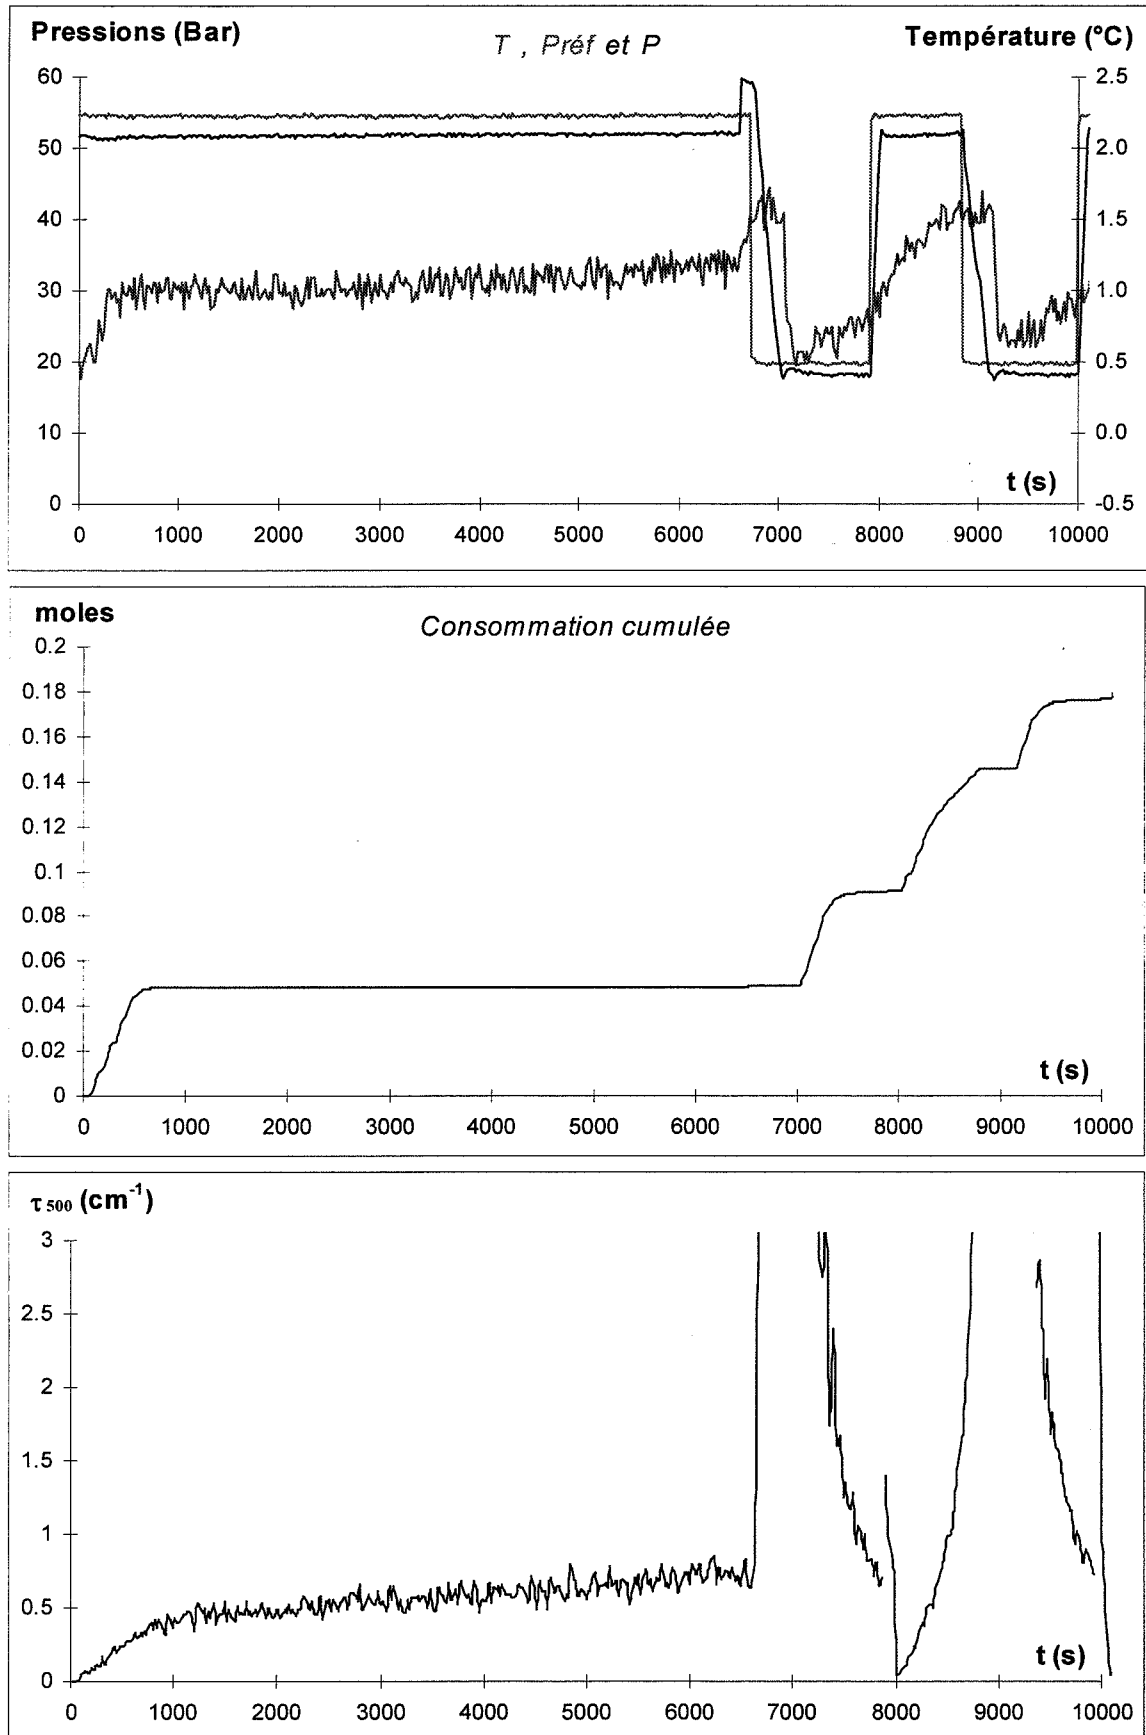 Pressions (Bar)
T , Préf et P
Température (°C)
60
50
40
30
20
10
0
2.5
2.0
1.5
1.0
0.5
0.0
-0.5
t (s)
0 1000 2000 3000 4000 5000 6000 7000 8000 9000 10000
moles
Consommation cumulée
0.2
0.18
0.16
0.14
0.12
0.1
0.08
0.06
0.04
0.02
0
t (s)
0 1000 2000 3000 4000 5000 6000 7000 8000 9000 10000
τ 500 (cm-1)
3
2.5
2
1.5
1
0.5
0
t (s)
0 1000 2000 3000 4000 5000 6000 7000 8000 9000 10000